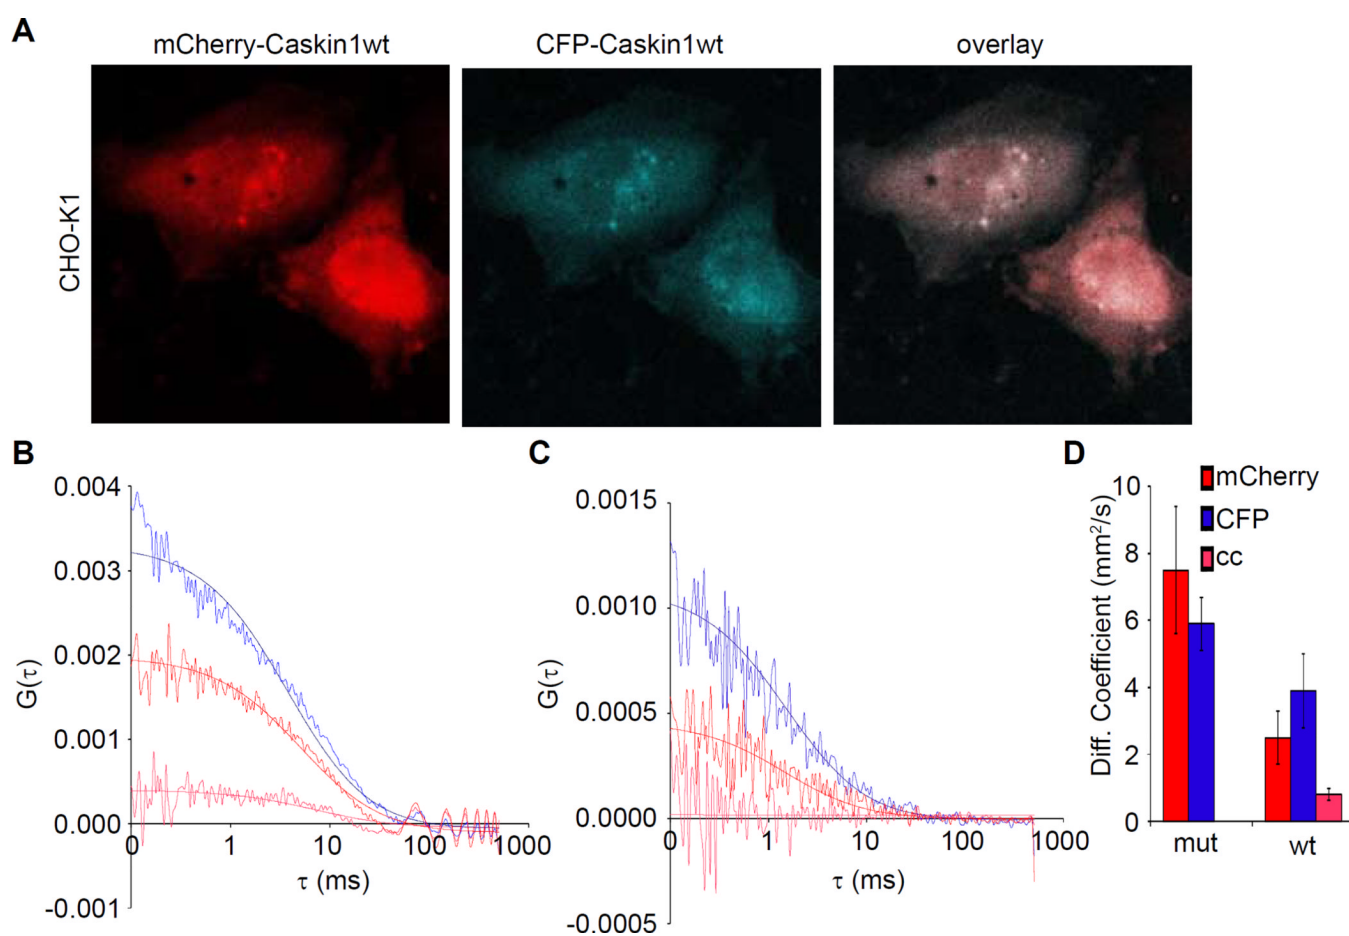 A
mCherry-Caskin1wt
CFP-Caskin1wt
overlay
CHO-K1
B
0.004
0.003
0.002
0.001
0.000
-0.001
G(τ)
0
1
10
100
1000
τ (ms)
C
0.0015
0.0010
0.0005
0.0000
-0.0005
G(τ)
0
1
10
100
1000
τ (ms)
D
mCherry
CFP
cc
10
8
6
4
2
0
Diff. Coefficient (mm²/s)
mut
wt